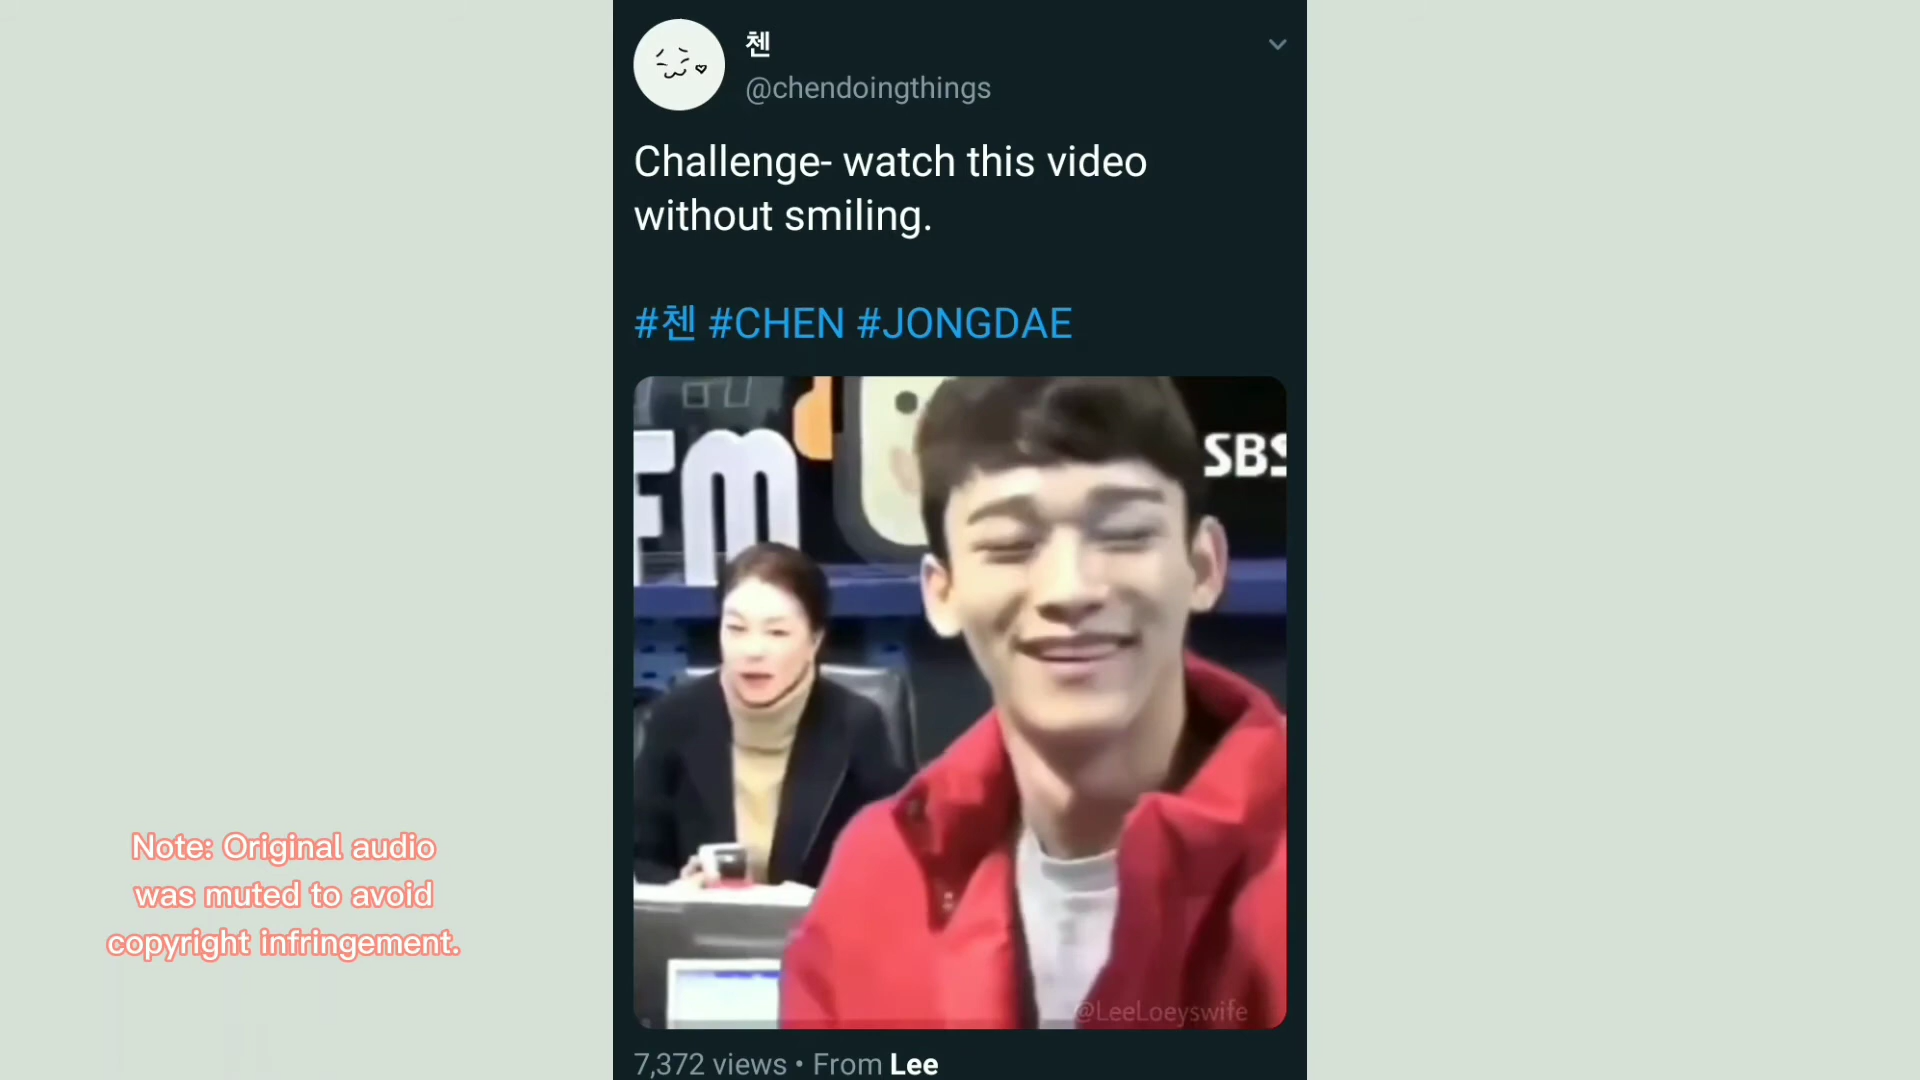 첸
@chendoingthings
Challenge- watch this video
without smiling.
#첸 #CHEN #JONGDAE
FM
SBS
@LeeLoeyswife
7,372 views • From Lee
Note: Original audio
was muted to avoid
copyright infringement.